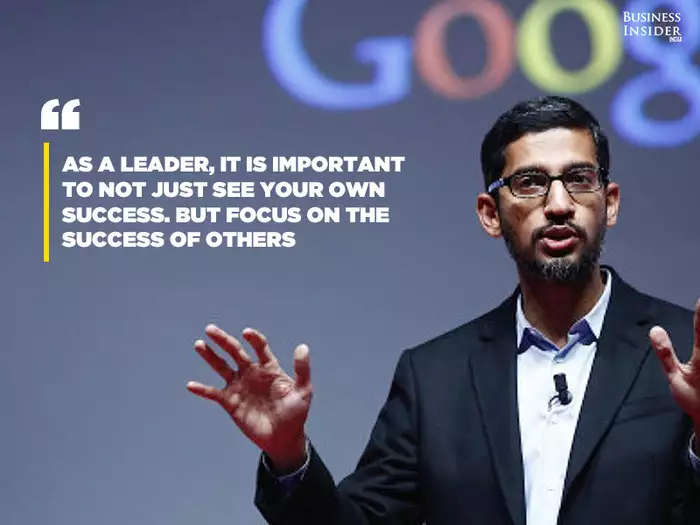 Goog
BUSINESS
INSIDER
INDIA
“
AS A LEADER, IT IS IMPORTANT
TO NOT JUST SEE YOUR OWN
SUCCESS. BUT FOCUS ON THE
SUCCESS OF OTHERS